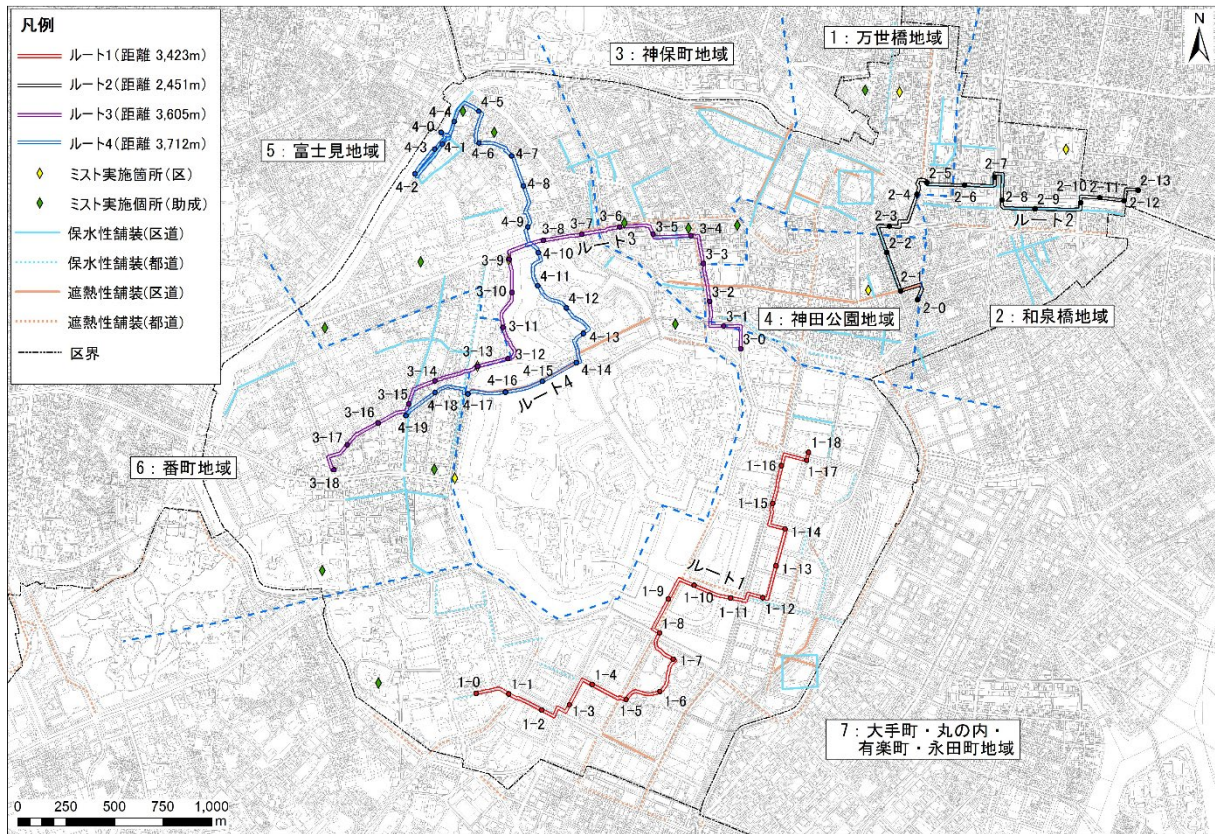 凡例
ルート1(距離 3,423m)
ルート2(距離 2,451m)
ルート3(距離 3,605m)
ルート4(距離 3,712m)
ミスト実施箇所(区)
ミスト実施個所(助成)
保水性舗装(区道)
保水性舗装(都道)
遮熱性舗装(区道)
遮熱性舗装(都道)
区界
N
1：万世橋地域
3：神保町地域
5：富士見地域
4：神田公園地域
2：和泉橋地域
6：番町地域
7：大手町・丸の内・
有楽町・永田町地域
ルート1
ルート2
ルート3
ルート4
1-0
1-1
1-2
1-3
1-4
1-5
1-6
1-7
1-8
1-9
1-10
1-11
1-12
1-13
1-14
1-15
1-16
1-17
1-18
2-0
2-1
2-2
2-3
2-4
2-5
2-6
2-7
2-8
2-9
2-10
2-11
2-12
2-13
3-0
3-1
3-2
3-3
3-4
3-5
3-6
3-7
3-8
3-9
3-10
3-11
3-12
3-13
3-14
3-15
3-16
3-17
3-18
4-0
4-1
4-2
4-3
4-4
4-5
4-6
4-7
4-8
4-9
4-10
4-11
4-12
4-13
4-14
4-15
4-16
4-17
4-18
4-19
0 250 500 750 1,000
m